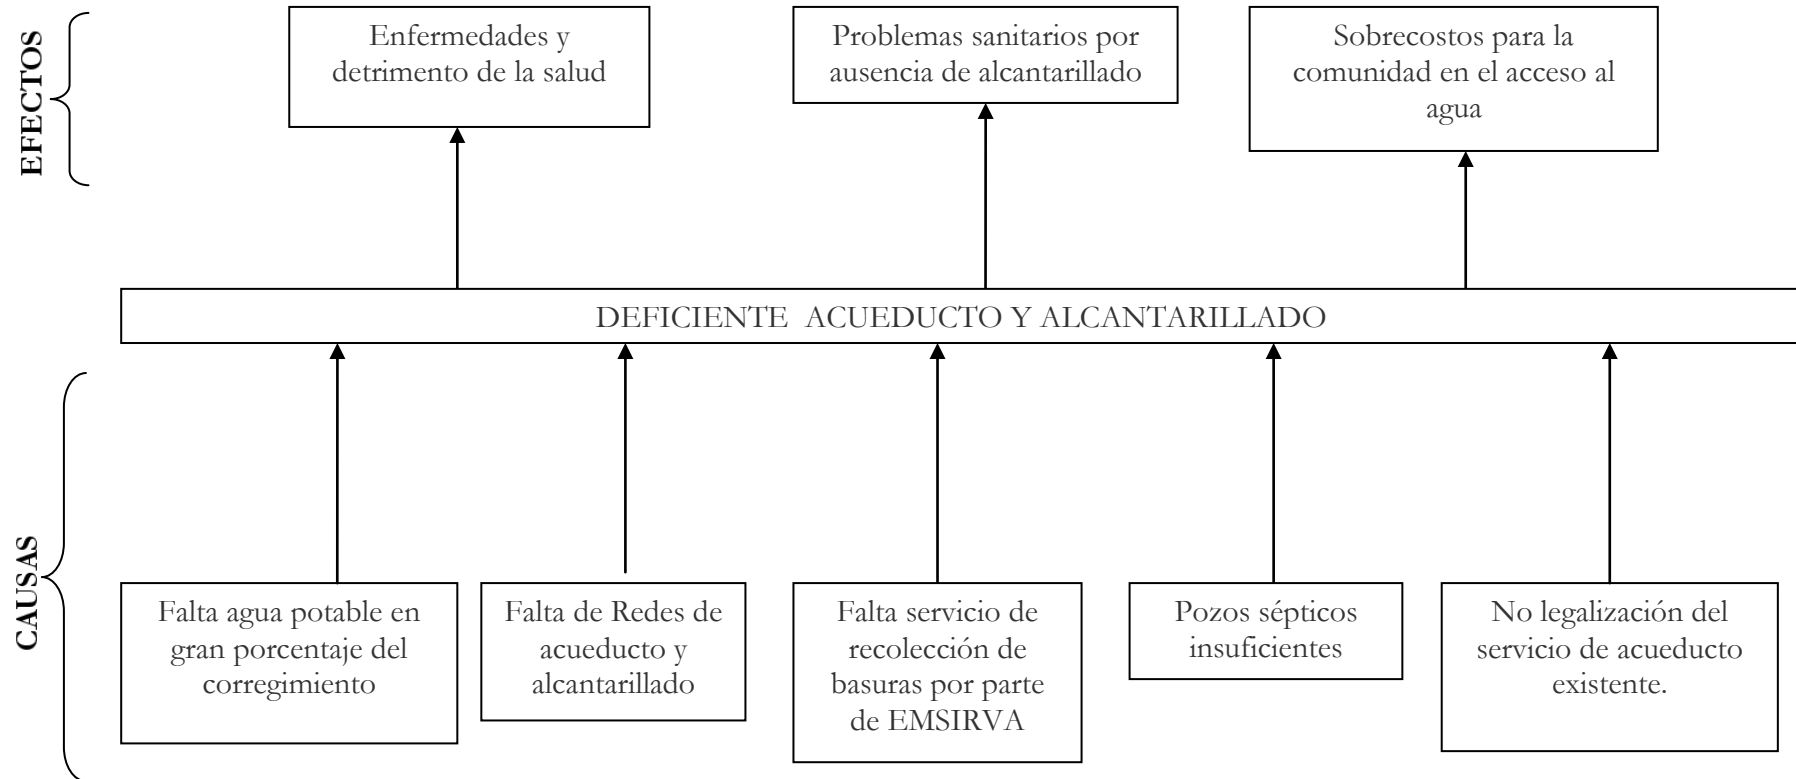 EFECTOS
Enfermedades y
detrimento de la salud
Problemas sanitarios por
ausencia de alcantarillado
Sobrecostos para la
comunidad en el acceso al
agua
DEFICIENTE  ACUEDUCTO Y ALCANTARILLADO
CAUSAS
Falta agua potable en
gran porcentaje del
corregimiento
Falta de Redes de
acueducto y
alcantarillado
Falta servicio de
recolección de
basuras por parte
de EMSIRVA
Pozos sépticos
insuficientes
No legalización del
servicio de acueducto
existente.